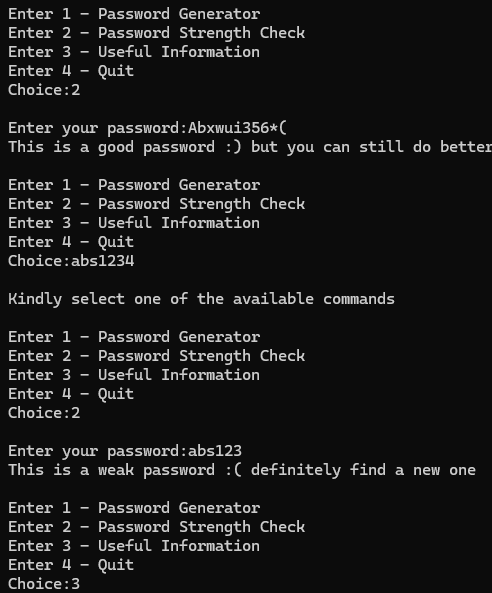 Enter 1 - Password Generator
Enter 2 - Password Strength Check
Enter 3 - Useful Information
Enter 4 - Quit
Choice:2
Enter your password:Abxwui356*(
This is a good password :) but you can still do better
Enter 1 - Password Generator
Enter 2 - Password Strength Check
Enter 3 - Useful Information
Enter 4 - Quit
Choice:abs1234
Kindly select one of the available commands
Enter 1 - Password Generator
Enter 2 - Password Strength Check
Enter 3 - Useful Information
Enter 4 - Quit
Choice:2
Enter your password:abs123
This is a weak password :( definitely find a new one
Enter 1 - Password Generator
Enter 2 - Password Strength Check
Enter 3 - Useful Information
Enter 4 - Quit
Choice:3